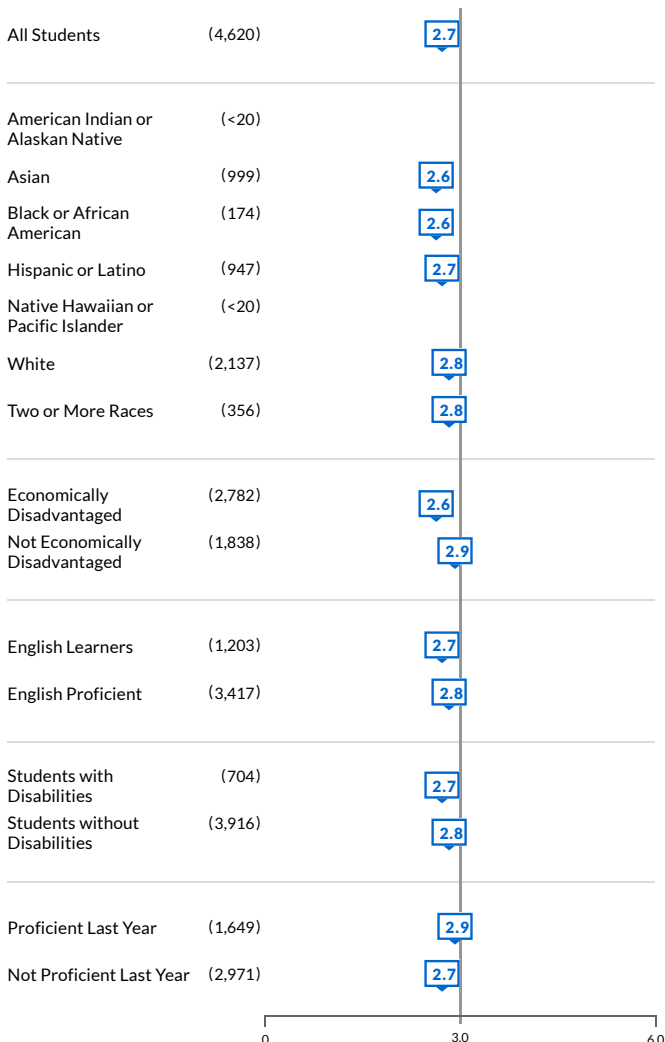 All Students (4,620) 2.7
American Indian or (<20)
Alaskan Native
Asian (999) 2.6
Black or African (174) 2.6
American
Hispanic or Latino (947) 2.7
Native Hawaiian or (<20)
Pacific Islander
White (2,137) 2.8
Two or More Races (356) 2.8
Economically (2,782) 2.6
Disadvantaged
Not Economically (1,838) 2.9
Disadvantaged
English Learners (1,203) 2.7
English Proficient (3,417) 2.8
Students with (704) 2.7
Disabilities
Students without (3,916) 2.8
Disabilities
Proficient Last Year (1,649) 2.9
Not Proficient Last Year (2,971) 2.7
0 3.0 6.0